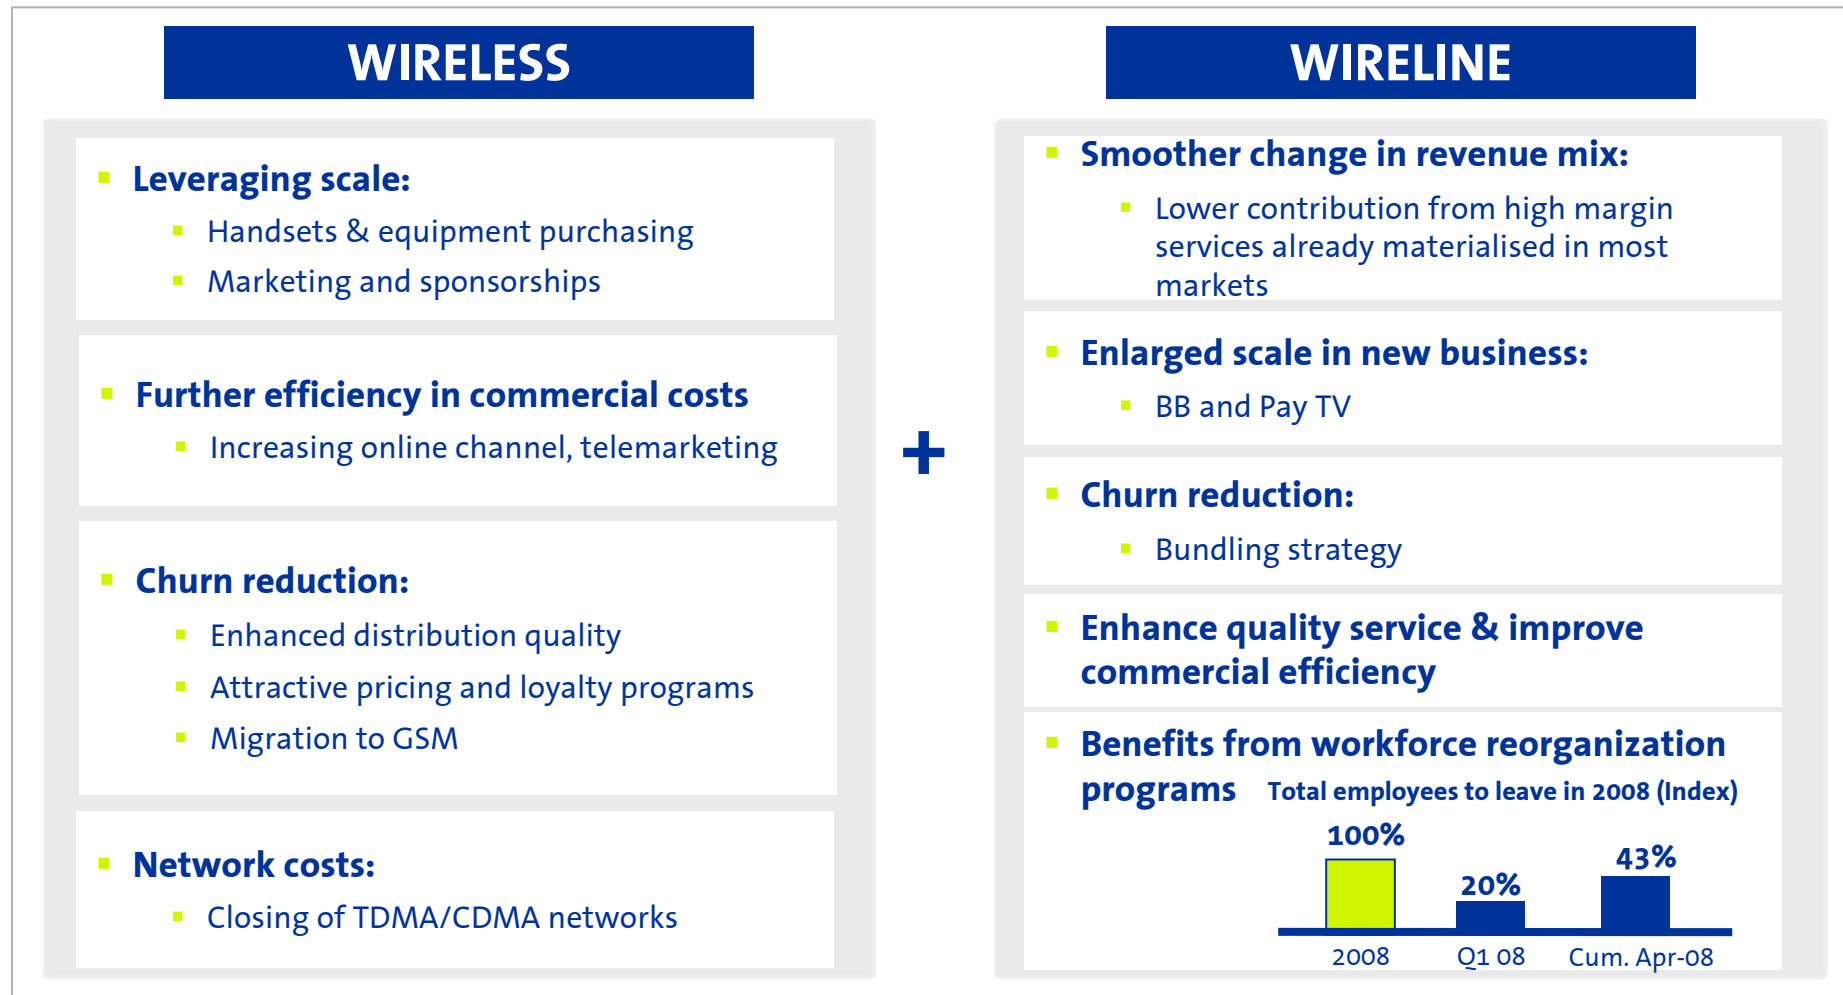 WIRELESS
Leveraging scale:
Handsets & equipment purchasing
Marketing and sponsorships
Further efficiency in commercial costs
Increasing online channel, telemarketing
Churn reduction:
Enhanced distribution quality
Attractive pricing and loyalty programs
Migration to GSM
Network costs:
Closing of TDMA/CDMA networks
+
WIRELINE
Smoother change in revenue mix:
Lower contribution from high margin
services already materialised in most
markets
Enlarged scale in new business:
BB and Pay TV
Churn reduction:
Bundling strategy
Enhance quality service & improve
commercial efficiency
Benefits from workforce reorganization
programs
Total employees to leave in 2008 (Index)
100%
20%
43%
2008
Q1 08
Cum. Apr-08